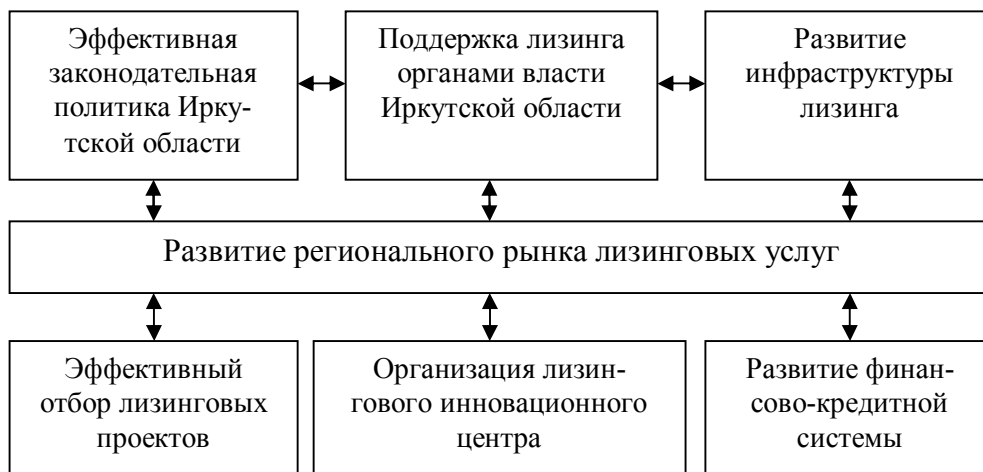 Эффективная
законодательная
политика Ирку-
тской области
Поддержка лизинга
органами власти
Иркутской области
Развитие
инфраструктуры
лизинга
Развитие регионального рынка лизинговых услуг
Эффективный
отбор лизинговых
проектов
Организация лизин-
гового инновационного
центра
Развитие финан-
сово-кредитной
системы